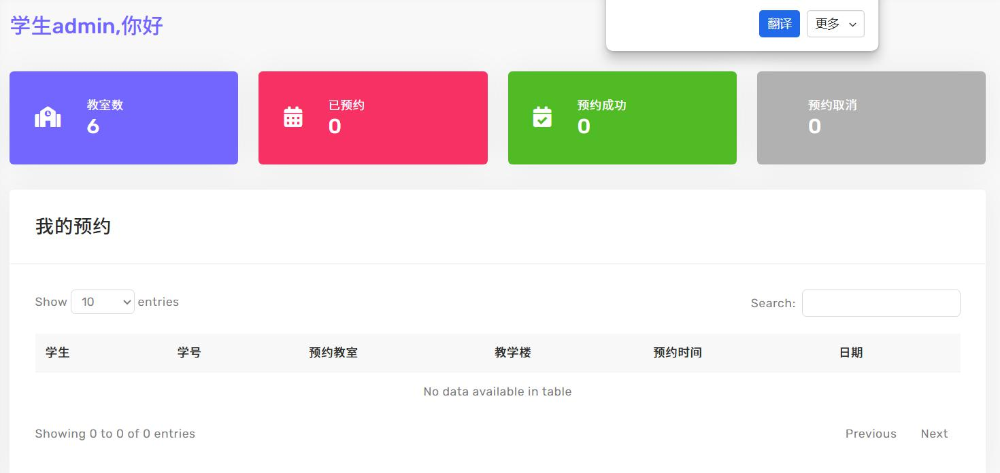 翻译 更多
学生admin,你好
教室数
6
已预约
0
预约成功
0
预约取消
0
我的预约
Show 10 entries
Search:
学生 学号 预约教室 教学楼 预约时间 日期
No data available in table
Showing 0 to 0 of 0 entries
Previous Next